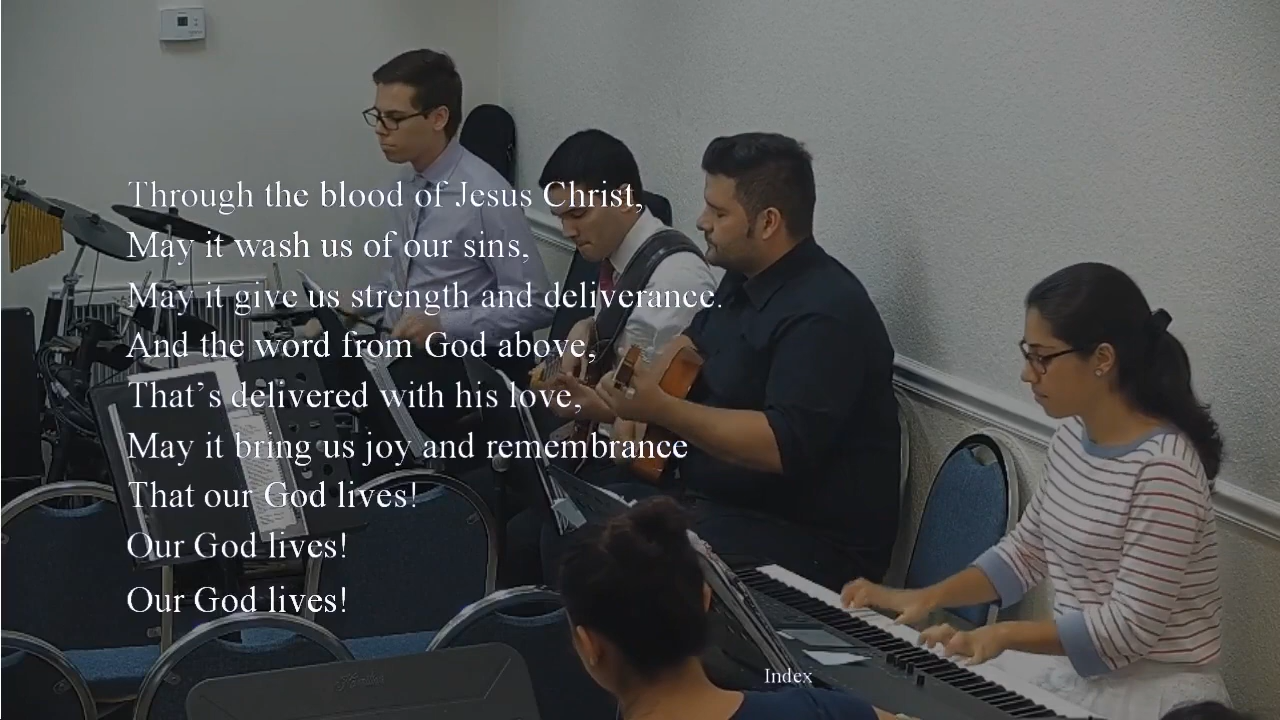 Through the blood of Jesus Christ,
May it wash us of our sins,
May it give us strength and deliverance.
And the word from God above,
That’s delivered with his love,
May it bring us joy and remembrance
That our God lives!
Our God lives!
Our God lives!
Index